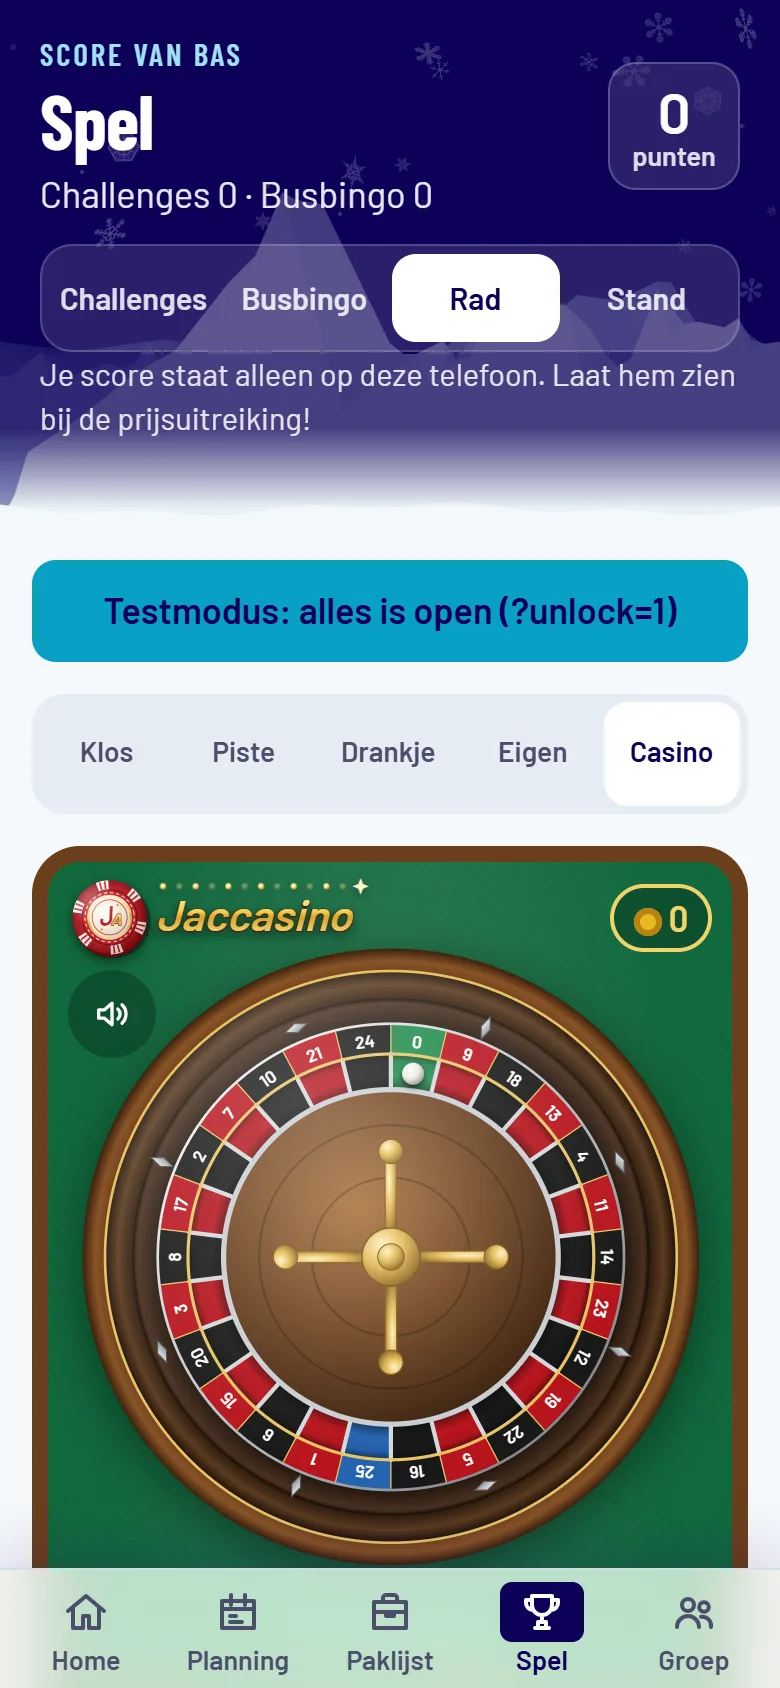 SCORE VAN BAS
Spel
0
punten
Challenges 0 · Busbingo 0
Challenges Busbingo Rad Stand
Je score staat alleen op deze telefoon. Laat hem zien
bij de prijsuitreiking!
Testmodus: alles is open (?unlock=1)
Klos Piste Drankje Eigen Casino
JA Jaccasino 0
0 9 18 13 4 11 14 23 12 19 22 5 16 25 1 6 15 20 3 8 17 2 7 10 21 24
Home Planning Paklijst Spel Groep